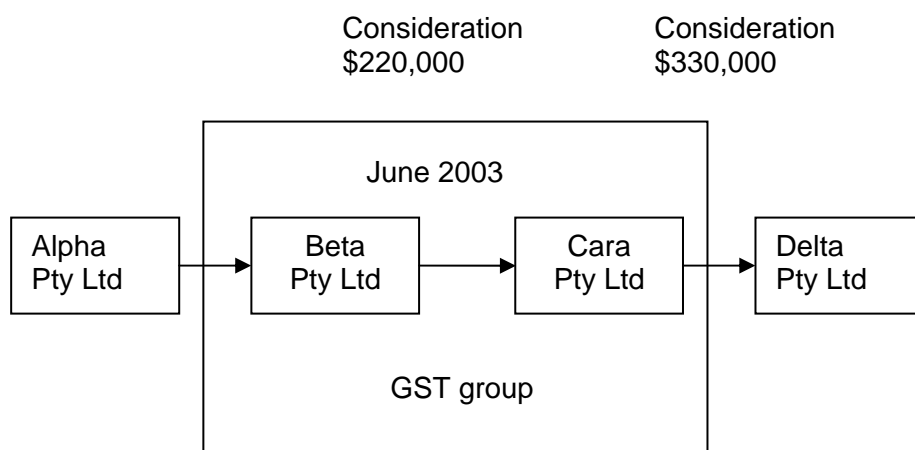 Consideration
$220,000
Consideration
$330,000
June 2003
Alpha
Pty Ltd
Beta
Pty Ltd
Cara
Pty Ltd
Delta
Pty Ltd
GST group